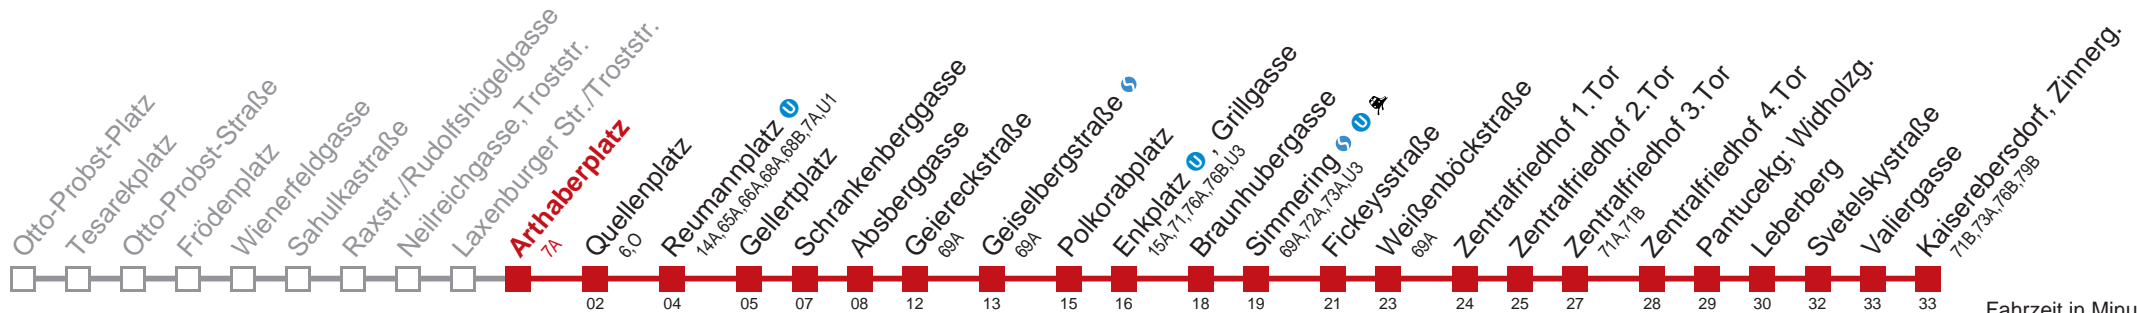 Otto-Probst-Platz
Tesarekplatz
Otto-Probst-Straße
Frödenplatz
Wienerfeldgasse
Sahulkastraße
Raxstr./Rudolfshügelgasse
Neilreichgasse, Troststr.
Laxenburger Str./Troststr.
Arthaberplatz
7A
Quellenplatz
6,O
Reumannplatz U
14A,65A,66A,68A,68B,7A,U1
Gellertplatz
Schrankenberggasse
Absberggasse
Geiereckstraße
69A
Geiselbergstraße S
69A
Polkorabplatz
Enkplatz U , Grillgasse
15A,71,76A,76B,U3
Braunhubergasse
Simmering S U
69A,72A,73A,U3
Fickeysstraße
Weißenböckstraße
69A
Zentralfriedhof 1.Tor
Zentralfriedhof 2.Tor
Zentralfriedhof 3.Tor
71A,71B
Zentralfriedhof 4.Tor
Pantucekg; Widholzg.
Leberberg
Svetelskystraße
Valiergasse
Kaiserebersdorf, Zinnerg.
71B,73A,76B,79B
02 04 05 07 08 12 13 15 16 18 19 21 23 24 25 27 28 29 30 32 33 33
Fahrzeit in Minu